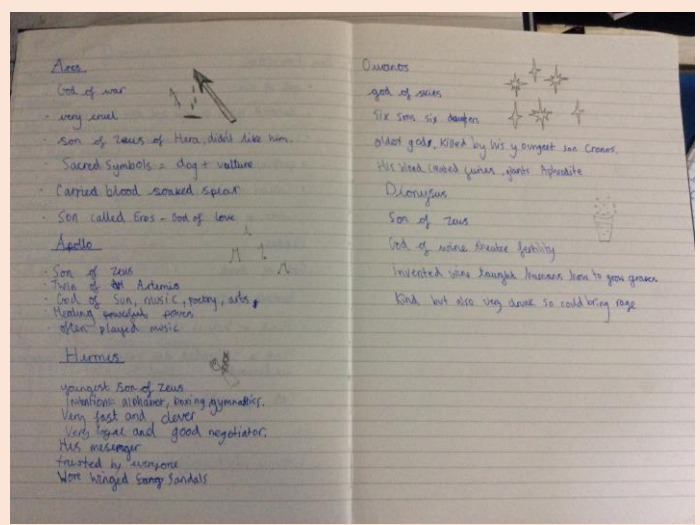 Ares
God of war
· very cruel
· son of Zeus of Hera, didn't like him.
· Sacred Symbols = dog + vulture
· Carried blood soaked spear
· Son called Eros - God of love
Apollo
· Son of Zeus
· Twin of Artemis
· God of Sun, music, poetry, arts,
· Healing powerful powers
· often played music
Hermes
youngest son of Zeus
Inventions= alphabet, boxing, gymnastics.
Very fast and clever
Very loyal and good negotiator.
His messenger
trusted by everyone
Wore winged Sandals
Ouanos
god of skies
Six sons six
oldest gods, killed by his youngest son Cronos.
His blood created furies, giants Aphrodite
Dionysus
Son of Zeus
God of wine theatre fertility
Invented wine taught humans how to grow grapes
Kind, but also very drunk so could bring rage